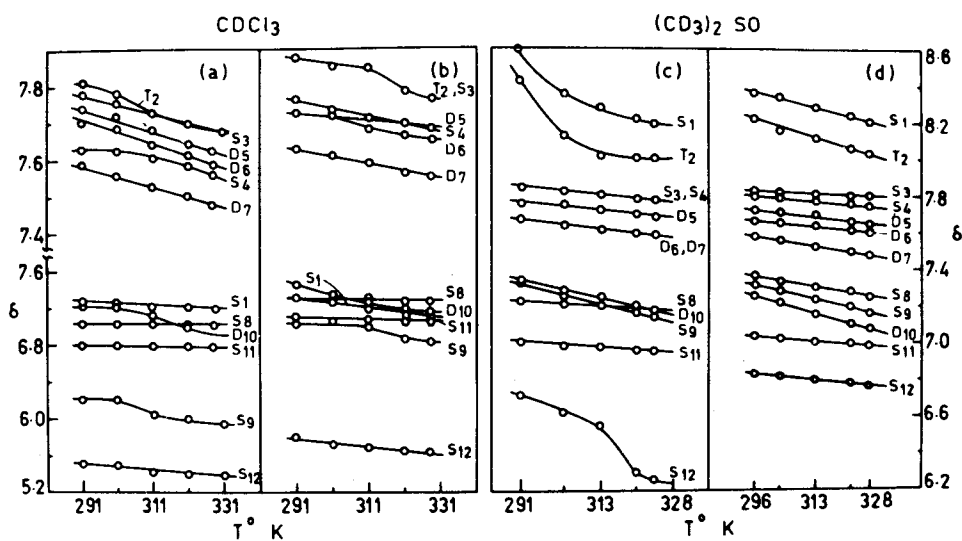 CDCl3 (CD3)2 SO
(a) (b) (c) (d)
7.8
7.6
7.4
7.6
δ
6.8
6.0
5.2
T2
S3
D5
D6
S4
D7
S1
S8
D10
S11
S9
S12
T2,S3
D5
S4
D6
D7
S1
S8
D10
S11
S9
S12
S1
T2
S3,S4
D5
D6,D7
S8
D10
S9
S11
S12
S1
T2
S3
S4
D5
D6
D7
S8
S9
D10
S11
S12
8.6
8.2
7.8
δ
7.4
7.0
6.6
6.2
291 311 331 291 311 331 291 313 328 296 313 328
T° K T° K